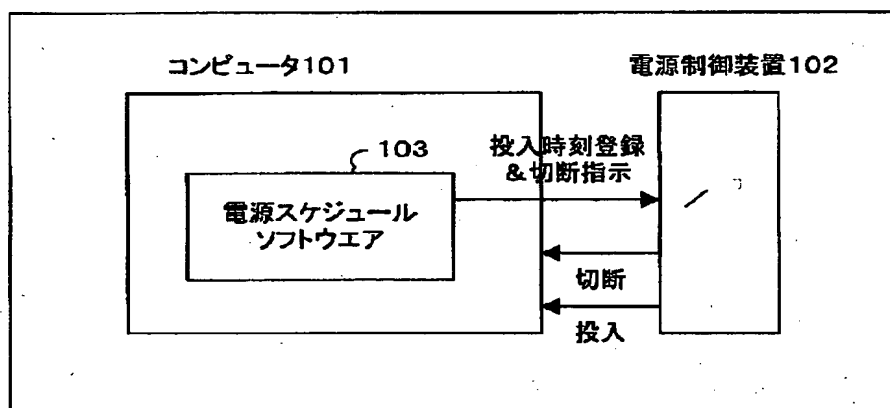 コンピュータ101
電源制御装置102
103
投入時刻登録
&切断指示
電源スケジュール
ソフトウエア
切断
投入